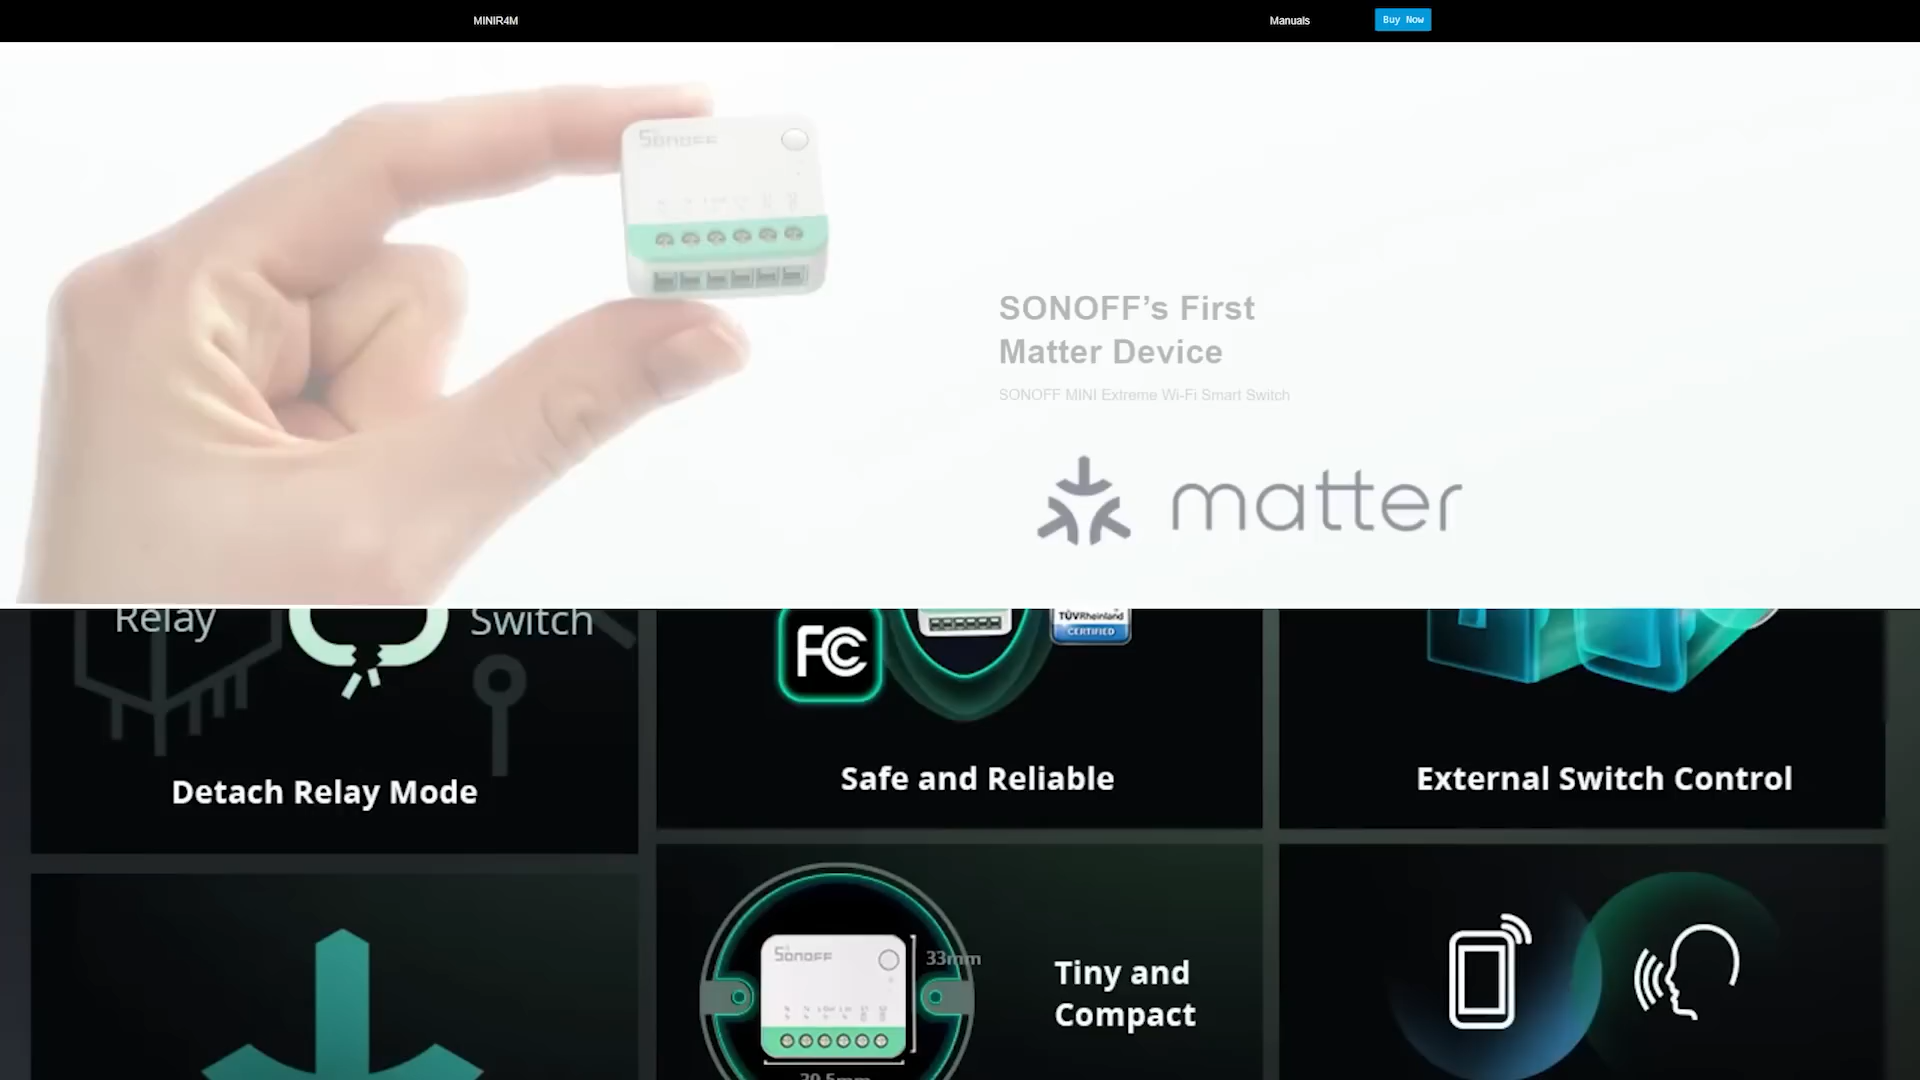 MINIR4M
Manuals
Buy Now
SONOFF
SONOFF's First
Matter Device
SONOFF MINI Extreme Wi-Fi Smart Switch
matter
Relay
Switch
FC
TÜVRheinland
CERTIFIED
Detach Relay Mode
Safe and Reliable
External Switch Control
SONOFF
33mm
Tiny and
Compact